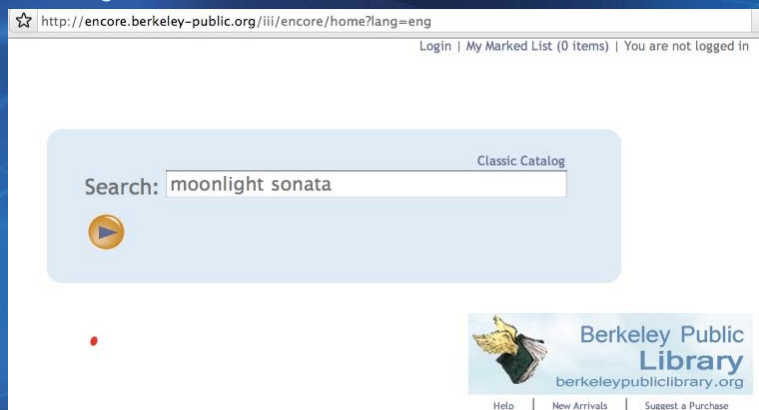 http://encore.berkeley-public.org/iii/encore/home?lang=eng
Login | My Marked List (0 items) | You are not logged in
Classic Catalog
Search: moonlight sonata
Berkeley Public
Library
berkeleypubliclibrary.org
Help | New Arrivals | Suggest a Purchase